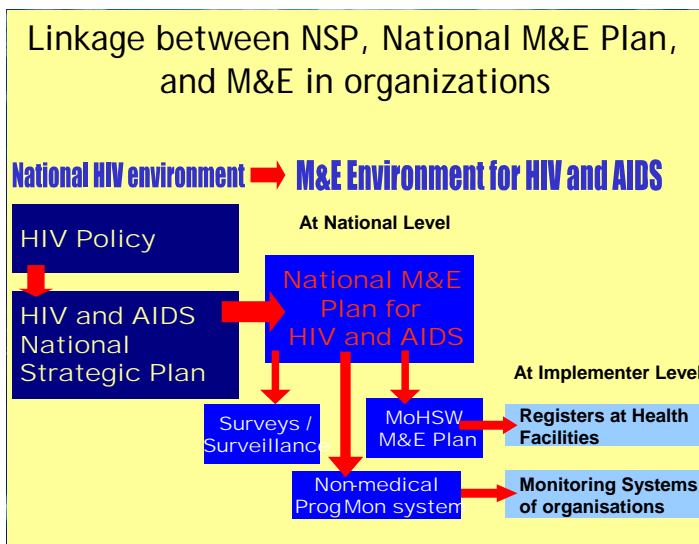 Linkage between NSP, National M&E Plan,
and M&E in organizations
National HIV environment
M&E Environment for HIV and AIDS
At National Level
HIV Policy
National M&E
Plan for
HIV and AIDS
HIV and AIDS
National
Strategic Plan
At Implementer Level
Surveys /
Surveillance
MoHSW
M&E Plan
Registers at Health
Facilities
Non-medical
ProgMon system
Monitoring Systems
of organisations